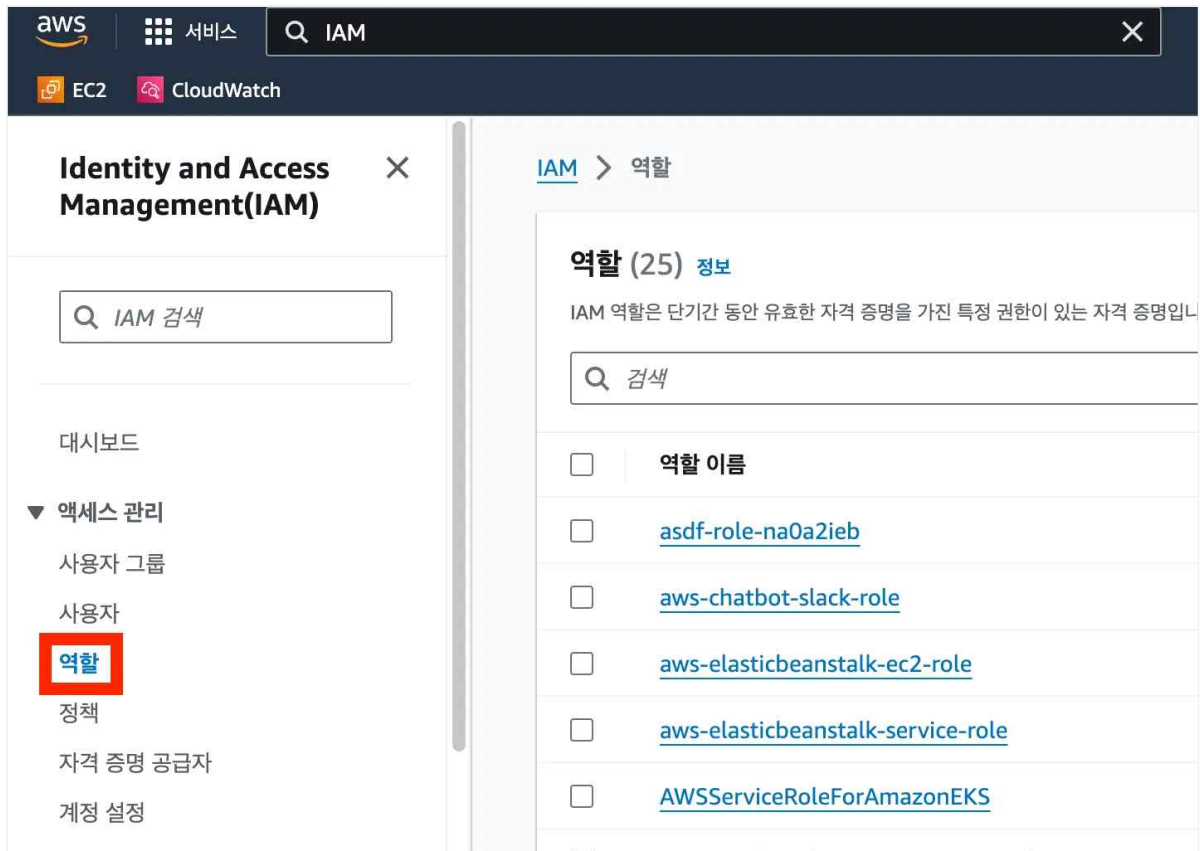 aws
서비스
IAM
EC2
CloudWatch
Identity and Access
Management(IAM)
IAM 검색
대시보드
액세스 관리
사용자 그룹
사용자
역할
정책
자격 증명 공급자
계정 설정
IAM > 역할
역할 (25) 정보
IAM 역할은 단기간 동안 유효한 자격 증명을 가진 특정 권한이 있는 자격 증명입니
검색
역할 이름
asdf-role-na0a2ieb
aws-chatbot-slack-role
aws-elasticbeanstalk-ec2-role
aws-elasticbeanstalk-service-role
AWSServiceRoleForAmazonEKS